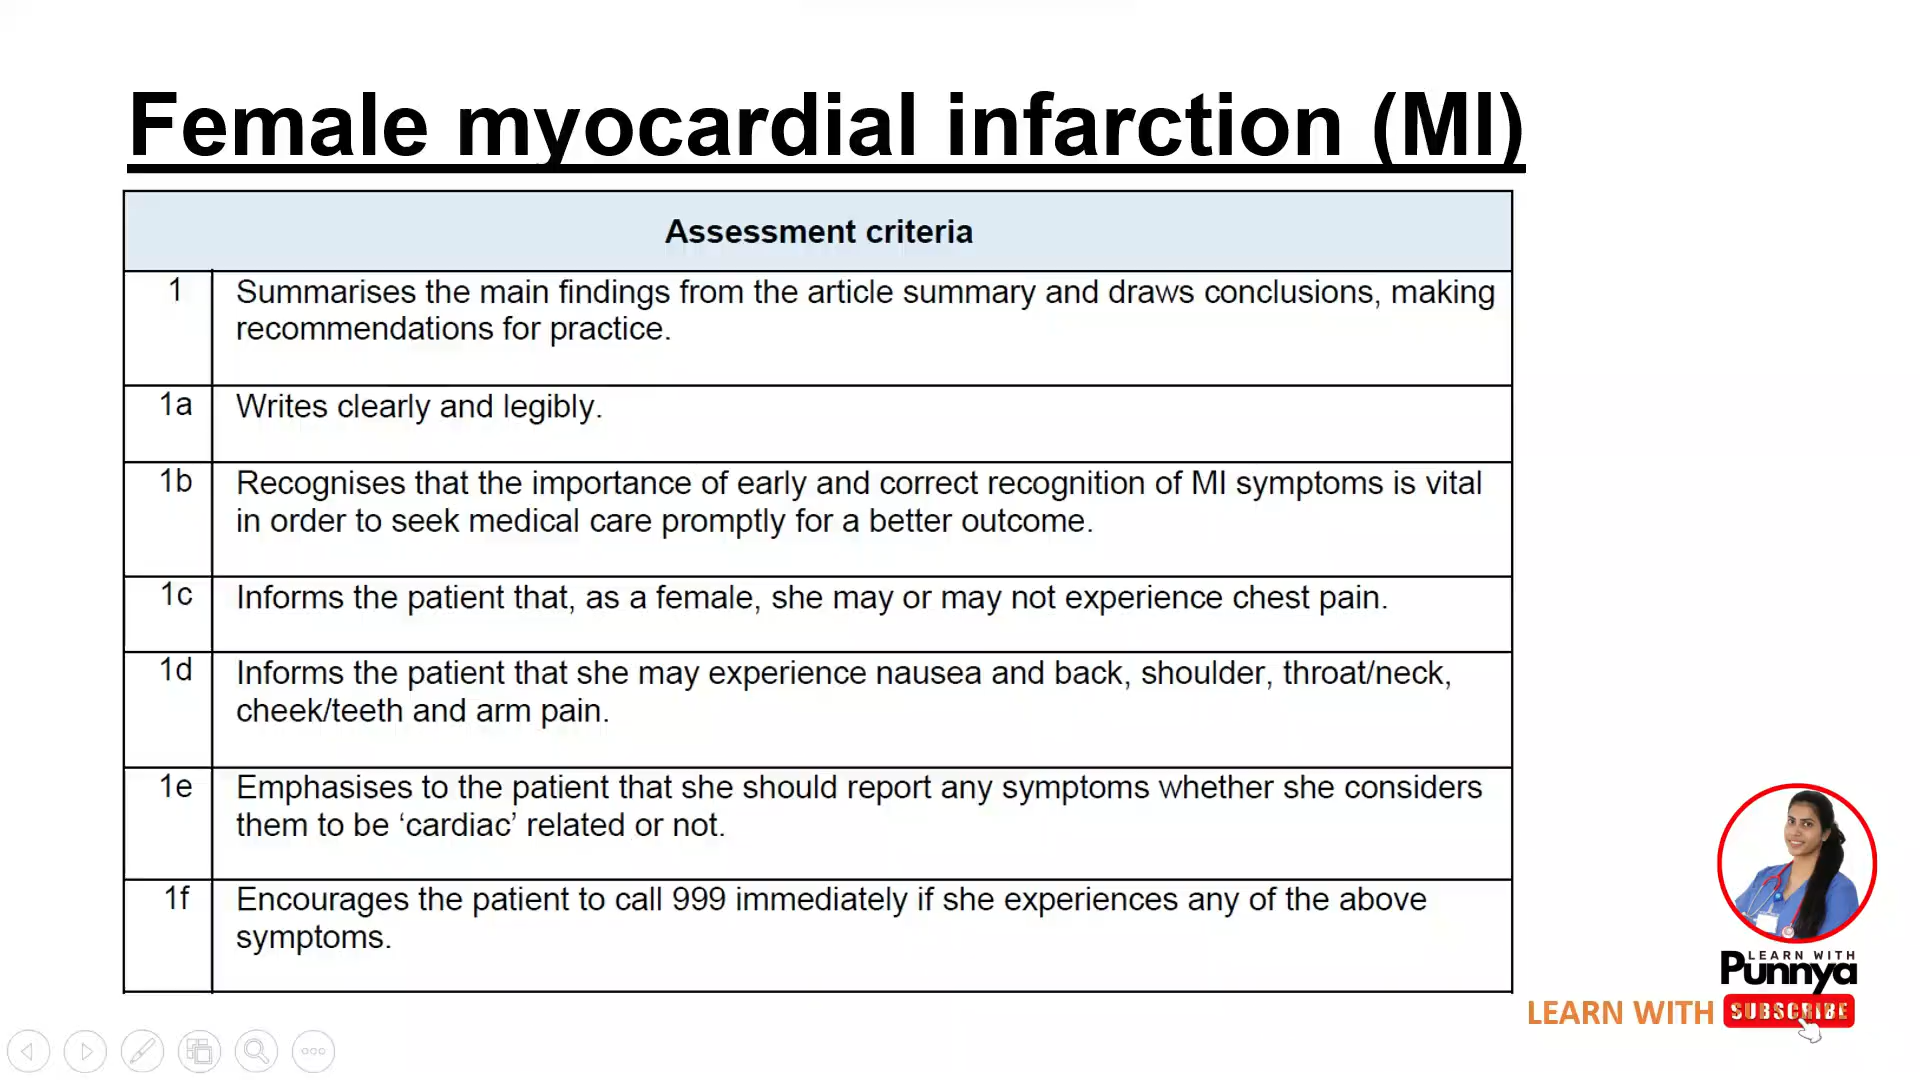 Female myocardial infarction (MI)
Assessment criteria
1
Summarises the main findings from the article summary and draws conclusions, making
recommendations for practice.
1a
Writes clearly and legibly.
1b
Recognises that the importance of early and correct recognition of MI symptoms is vital
in order to seek medical care promptly for a better outcome.
1c
Informs the patient that, as a female, she may or may not experience chest pain.
1d
Informs the patient that she may experience nausea and back, shoulder, throat/neck,
cheek/teeth and arm pain.
1e
Emphasises to the patient that she should report any symptoms whether she considers
them to be ‘cardiac’ related or not.
1f
Encourages the patient to call 999 immediately if she experiences any of the above
symptoms.
LEARN WITH
Punnya
LEARN WITH
SUBSCRIBE